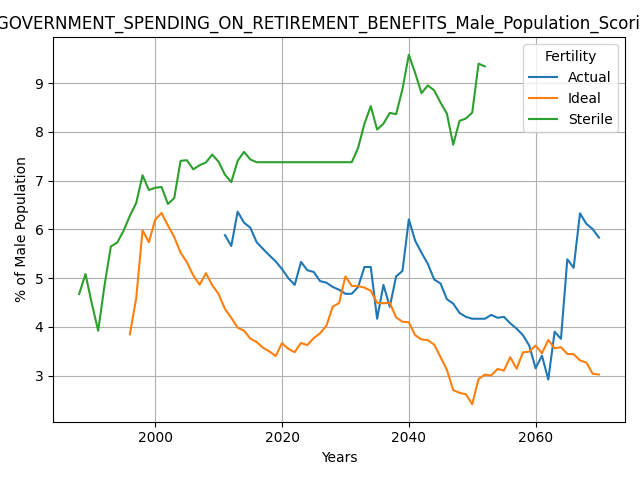 GOVERNMENT_SPENDING_ON_RETIREMENT_BENEFITS_Male_Population_Scori
Fertility
Actual
Ideal
Sterile
% of Male Population
9
8
7
6
5
4
3
2000 2020 2040 2060
Years